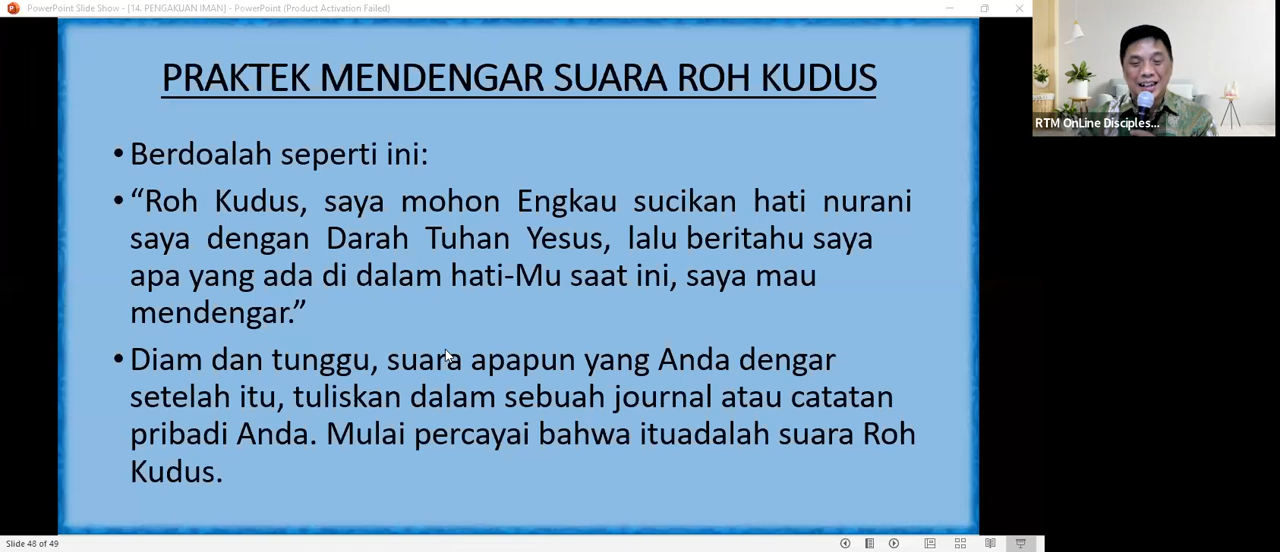 PowerPoint Slide Show - [14. PENGAKUAN IMAN] - PowerPoint (Product Activation Failed)
PRAKTEK MENDENGAR SUARA ROH KUDUS
• Berdoalah seperti ini:
• “Roh Kudus, saya mohon Engkau sucikan hati nurani
saya dengan Darah Tuhan Yesus, lalu beritahu saya
apa yang ada di dalam hati-Mu saat ini, saya mau
mendengar.”
• Diam dan tunggu, suara apapun yang Anda dengar
setelah itu, tuliskan dalam sebuah journal atau catatan
pribadi Anda. Mulai percayai bahwa ituadalah suara Roh
Kudus.
RTM OnLine Disciples...
Slide 48 of 49